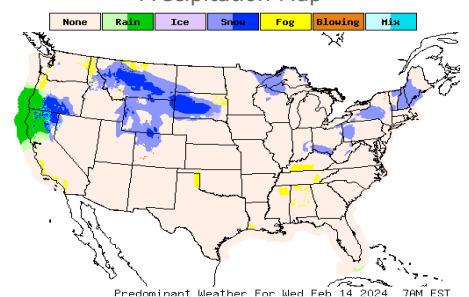 Precipitation Map
None Rain Ice Snow Fog Blowing Mix
Predominant Weather For Wed Feb 14 2024 7AM EST